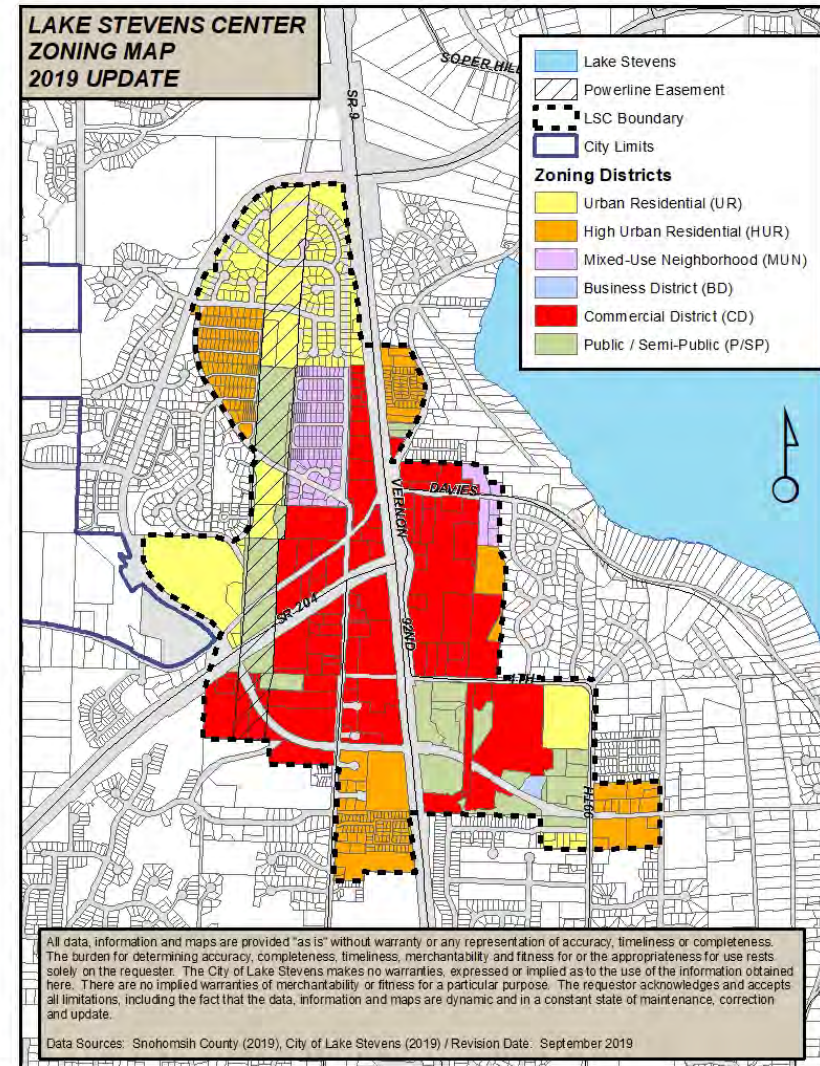 LAKE STEVENS CENTER
ZONING MAP
2019 UPDATE
SOPER HILL
SR-9
Lake Stevens
Powerline Easement
LSC Boundary
City Limits
Zoning Districts
Urban Residential (UR)
High Urban Residential (HUR)
Mixed-Use Neighborhood (MUN)
Business District (BD)
Commercial District (CD)
Public / Semi-Public (P/SP)
DAVIES
VERNON
SR-204
92ND
All data, information and maps are provided "as is" without warranty or any representation of accuracy, timeliness or completeness.
The burden for determining accuracy, completeness, timeliness, merchantability and fitness for or the appropriateness for use rests
solely on the requester. The City of Lake Stevens makes no warranties, expressed or implied as to the use of the information obtained
here. There are no implied warranties of merchantability or fitness for a particular purpose. The requestor acknowledges and accepts
all limitations, including the fact that the data, information and maps are dynamic and in a constant state of maintenance, correction
and update.
Data Sources: Snohomsih County (2019), City of Lake Stevens (2019) / Revision Date: September 2019